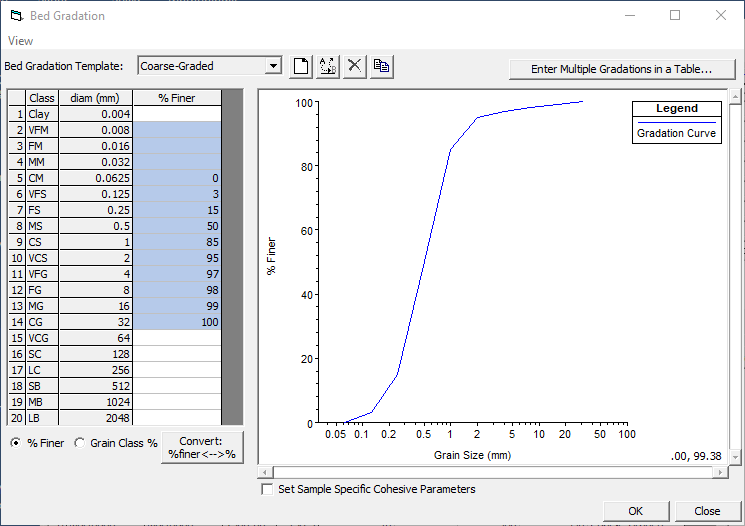 Bed Gradation
View
Bed Gradation Template: Coarse-Graded Enter Multiple Gradations in a Table...
Class diam (mm) % Finer
1 Clay 0.004
2 VFM 0.008
3 FM 0.016
4 MM 0.032
5 CM 0.0625 0
6 VFS 0.125 3
7 FS 0.25 15
8 MS 0.5 50
9 CS 1 85
10 VCS 2 95
11 VFG 4 97
12 FG 8 98
13 MG 16 99
14 CG 32 100
15 VCG 64
16 SC 128
17 LC 256
18 SB 512
19 MB 1024
20 LB 2048
% Finer Grain Class % Convert:
%finer<-->%
100
80
60
40
20
0
% Finer
0.05 0.1 0.2 0.5 1 2 5 10 20 50 100
Grain Size (mm)
Legend
Gradation Curve
.00, 99.38
Set Sample Specific Cohesive Parameters
OK Close